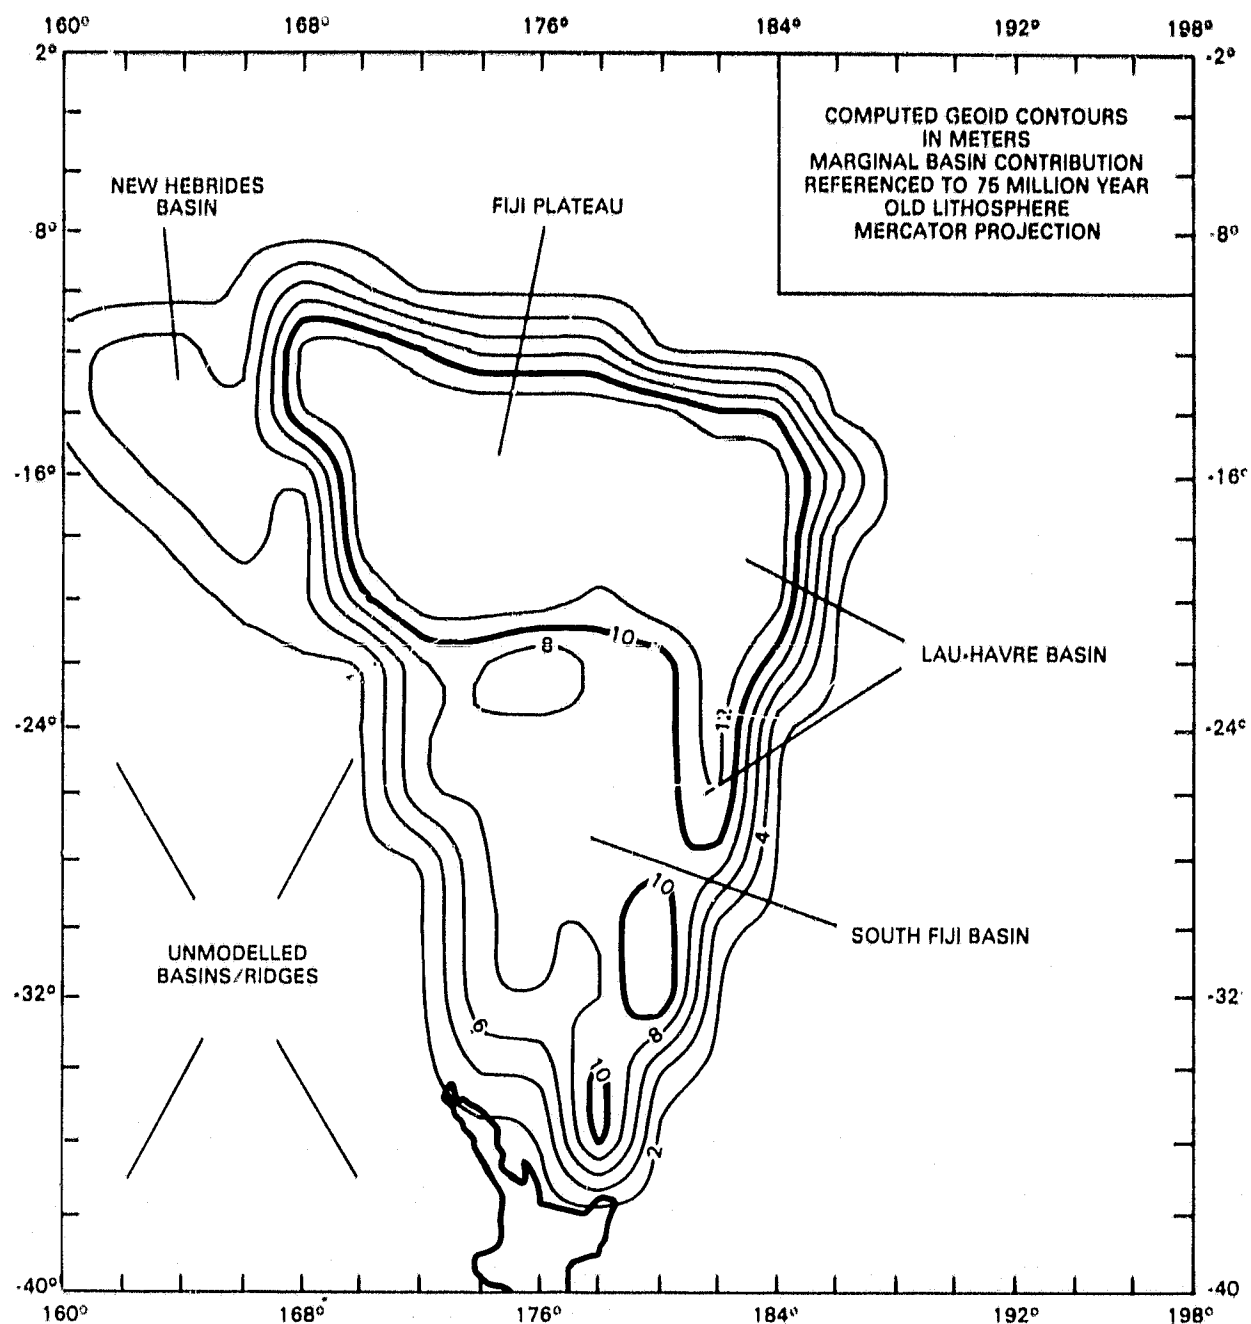 160° 168° 176° 184° 192° 198°
2° -2°
COMPUTED GEOID CONTOURS
IN METERS
MARGINAL BASIN CONTRIBUTION
REFERENCED TO 75 MILLION YEAR
OLD LITHOSPHERE
MERCATOR PROJECTION
NEW HEBRIDES
BASIN
FIJI PLATEAU
-8° -8°
-16° -16°
10
8
LAU-HAVRE BASIN
12
-24° -24°
4
10
SOUTH FIJI BASIN
UNMODELLED
BASINS/RIDGES
-32° -32
6
8
10
2
-40° -40
160° 168° 176° 184° 192° 198°